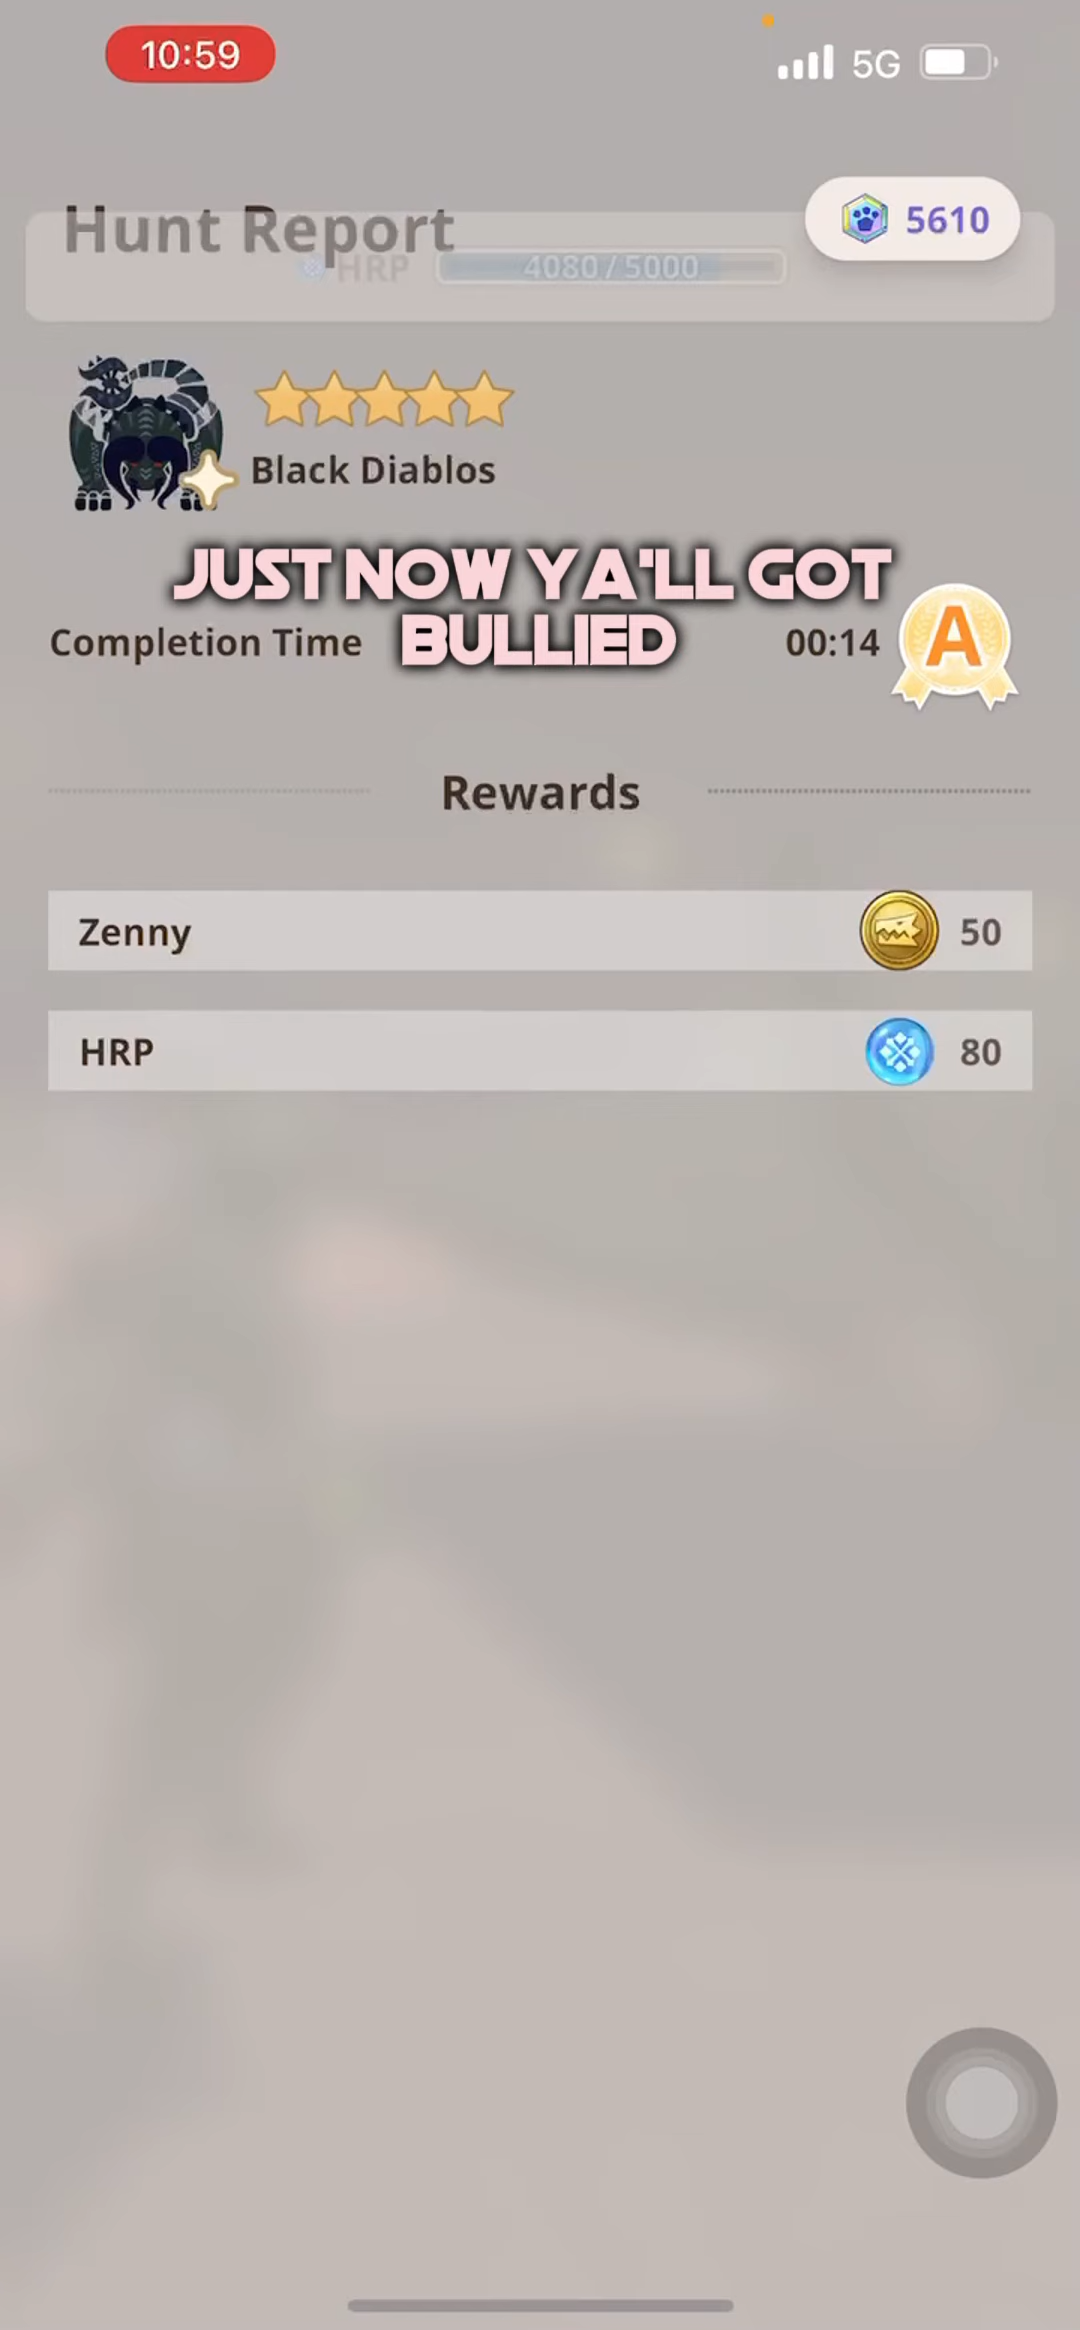 10:59
5G
Hunt Report
5610
HRP 4080 / 5000
Black Diablos
JUST NOW YA'LL GOT
BULLIED
Completion Time 00:14 A
Rewards
Zenny 50
HRP 80